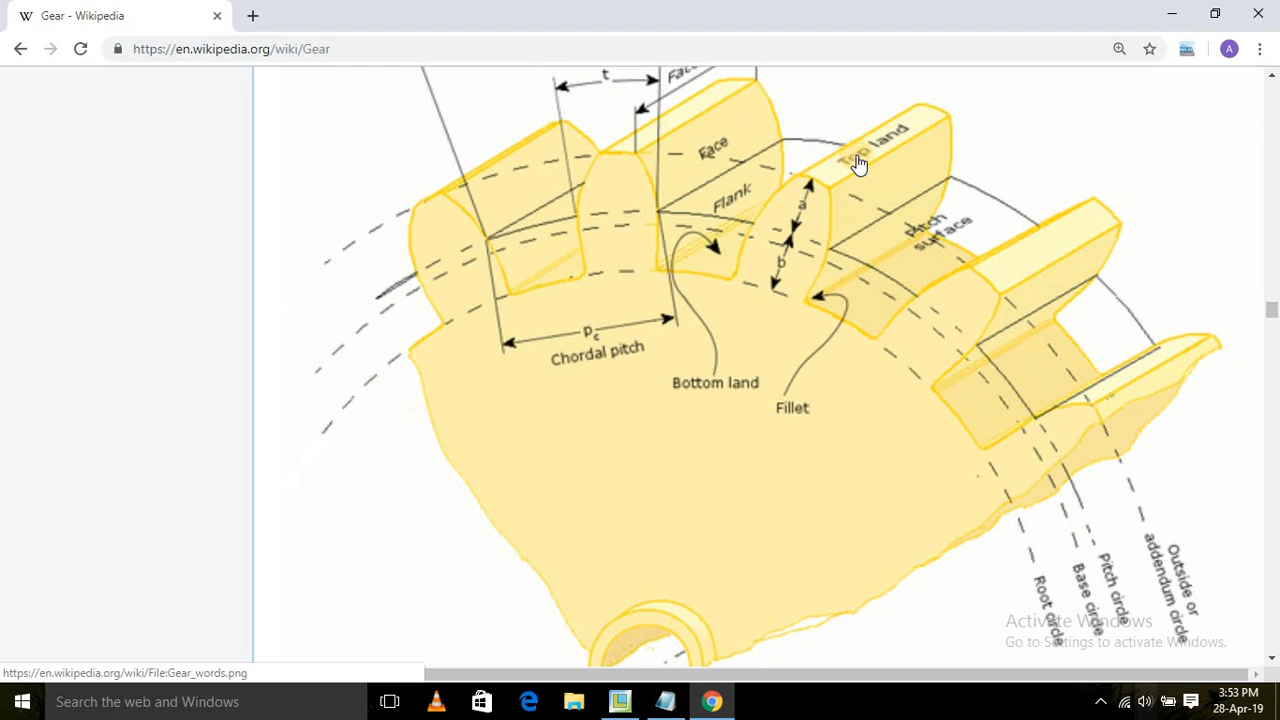 Gear - Wikipedia
https://en.wikipedia.org/wiki/Gear
t
Face
Top land
Face
Flank
a
Pitch
surface
b
Pc
Chordal pitch
Bottom land
Fillet
Outside or
addendum circle
Pitch circle
Base circle
Root circle
Activate Windows
Go to Settings to activate Windows.
https://en.wikipedia.org/wiki/File:Gear_words.png
Search the web and Windows
3:53 PM
28-Apr-19
A